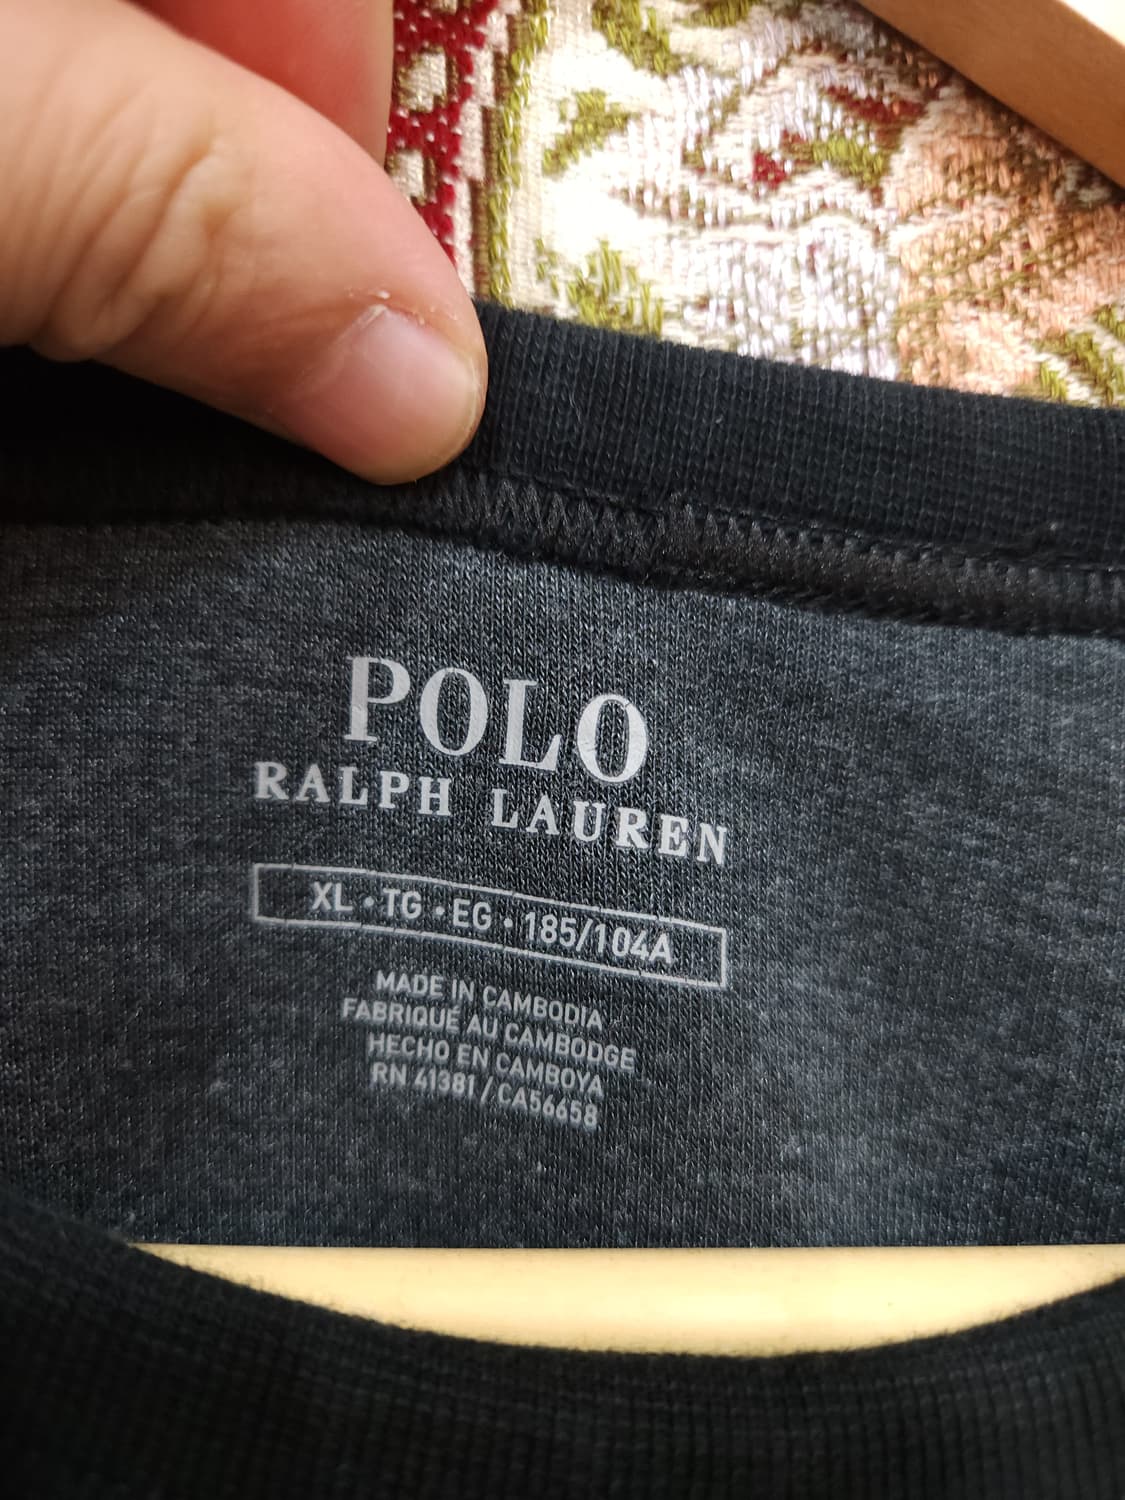 POLO
RALPH LAUREN
XL • TG • EG • 185/104A
MADE IN CAMBODIA
FABRIQUÉ AU CAMBODGE
HECHO EN CAMBOYA
RN 41381 / CA56658